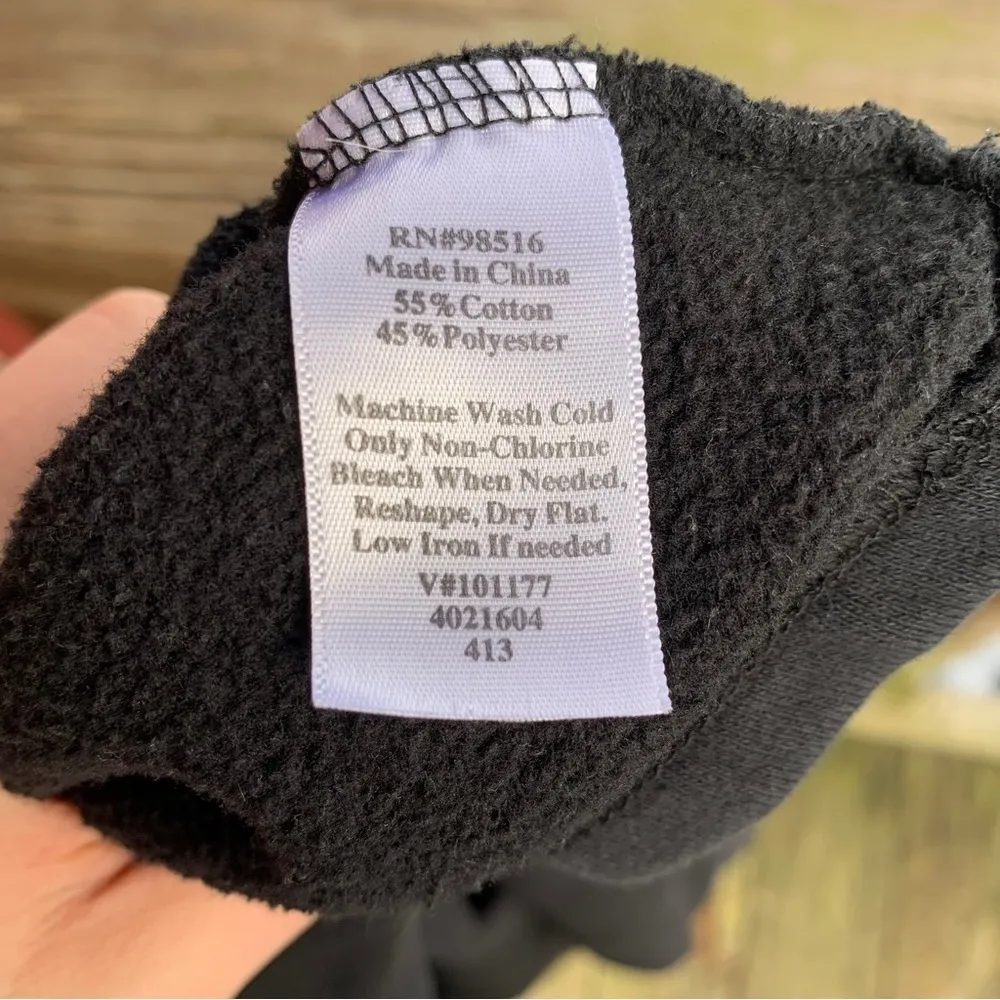 RN#98516
Made in China
55%Cotton
45%Polyester
Machine Wash Cold
Only Non-Chlorine
Bleach When Needed,
Reshape, Dry Flat.
Low Iron If needed
V#101177
4021604
413